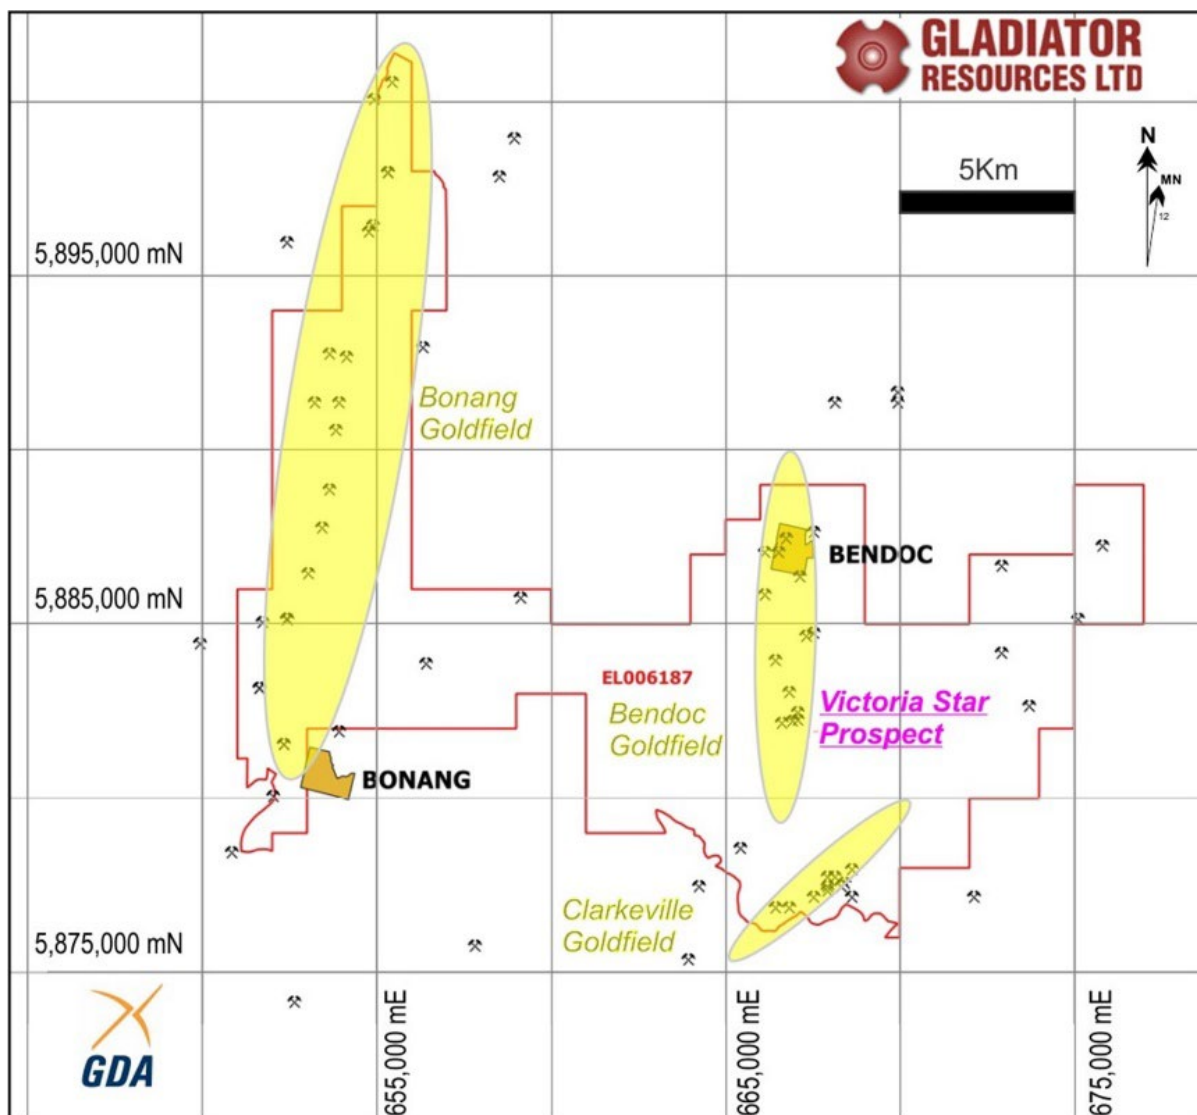 GLADIATOR
RESOURCES LTD
5Km
N
MN
12
5,895,000 mN
Bonang
Goldfield
BENDOC
5,885,000 mN
EL006187
Bendoc
Goldfield
Victoria Star
Prospect
BONANG
Clarkeville
Goldfield
5,875,000 mN
GDA
655,000 mE
665,000 mE
675,000 mE